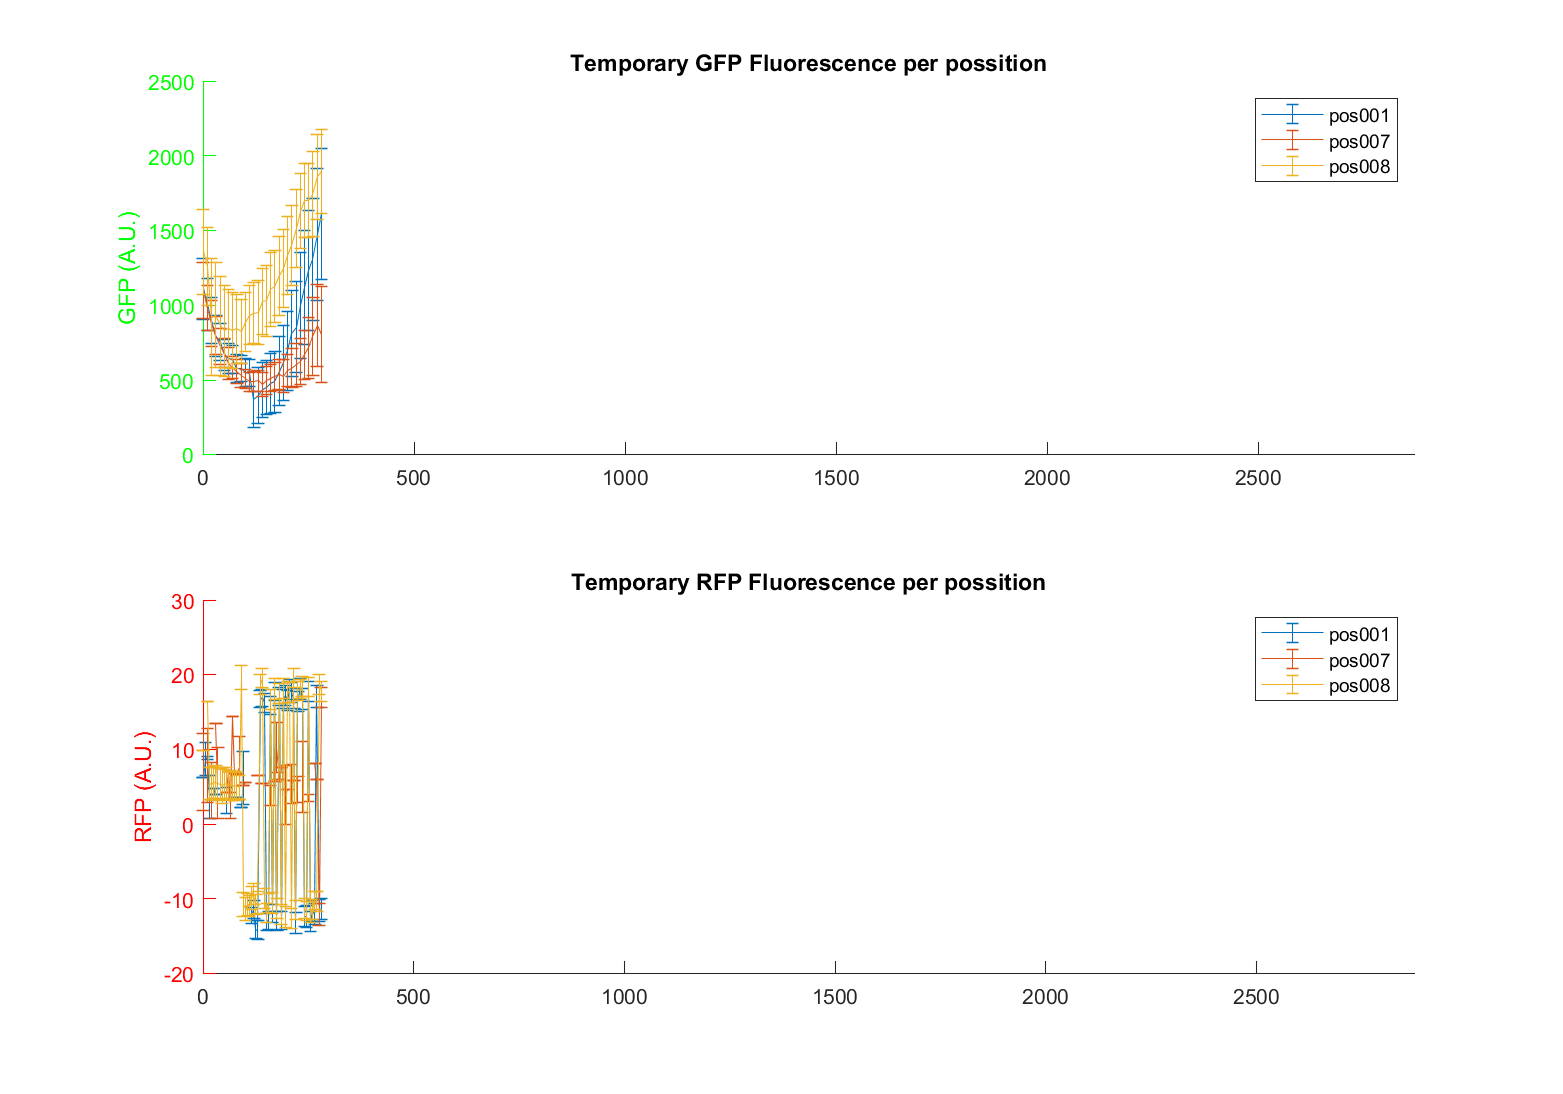 Temporary GFP Fluorescence per possition
2500
2000
1500
1000
500
0
GFP (A.U.)
pos001
pos007
pos008
0 500 1000 1500 2000 2500
Temporary RFP Fluorescence per possition
30
20
10
0
-10
-20
RFP (A.U.)
pos001
pos007
pos008
0 500 1000 1500 2000 2500